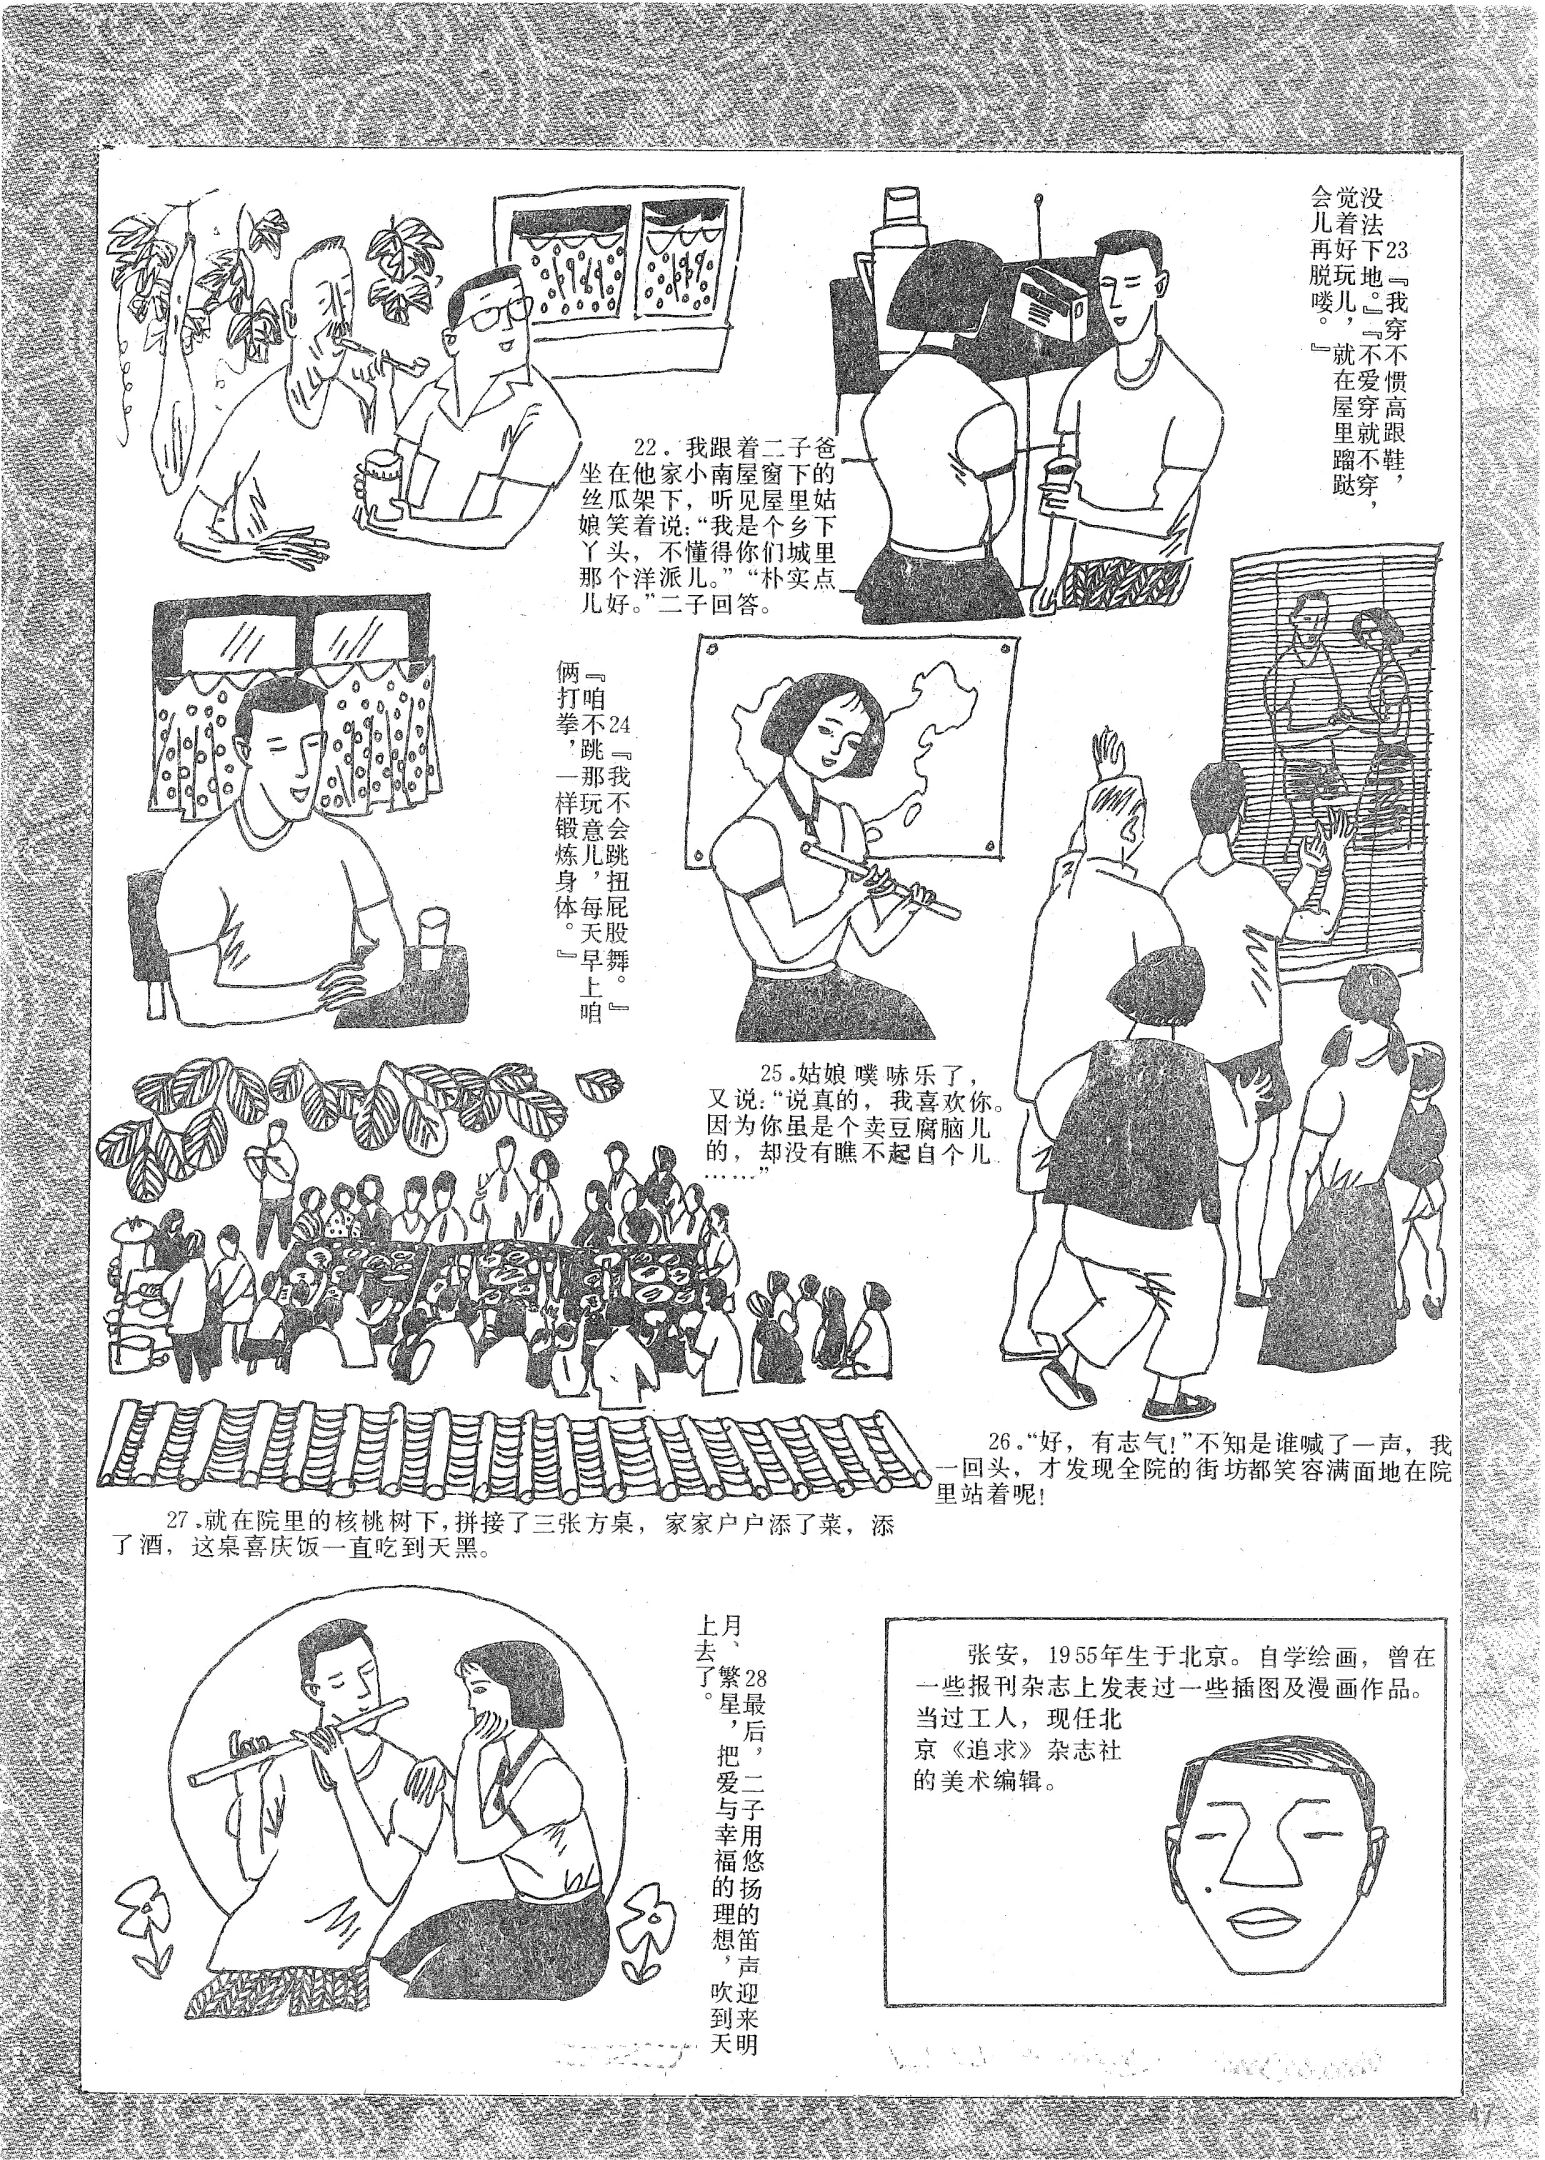 22．我跟着二子爸
坐在他家小南屋窗下的
丝瓜架下，听见屋里的姑
娘笑着说：“我是个乡下
丫头，不懂得你们城里
那个洋派儿。”“朴实点
儿好。”二子回答。
23『我穿不惯高跟鞋，
没法下地。』『不爱穿就不穿，
觉着好玩儿，就在屋里蹓跶
会儿再脱喽。』
24『我不会跳扭屁股舞。』
『咱不跳那玩意儿，每天早上咱
俩打拳，一样锻炼身体。』
25．姑娘噗哧乐了，
又说：“说真的，我喜欢你。
因为你虽是个卖豆腐脑儿
的，却没有瞧不起自个儿
……”
26．“好，有志气！”不知是谁喊了一声，我
一回头，才发现全院的街坊都笑容满面地在院
里站着呢！
27．就在院里的核桃树下，拼接了三张方桌，家家户户添了菜，添
了酒，这桌喜庆饭一直吃到天黑。
28最后，二子用悠扬的笛声迎来明
月、繁星，把爱与幸福的理想，吹到天
上去了。
张安，1955年生于北京。自学绘画，曾在
一些报刊杂志上发表过一些插图及漫画作品。
当过工人，现任北
京《追求》杂志社
的美术编辑。
47